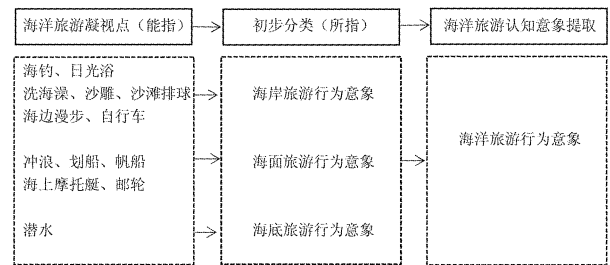 海洋旅游凝视点（能指）
初步分类（所指）
海洋旅游认知意象提取
海钓、日光浴
洗海澡、沙雕、沙滩排球
海边漫步、自行车
海岸旅游行为意象
冲浪、划船、帆船
海上摩托艇、邮轮
海面旅游行为意象
潜水
海底旅游行为意象
海洋旅游行为意象